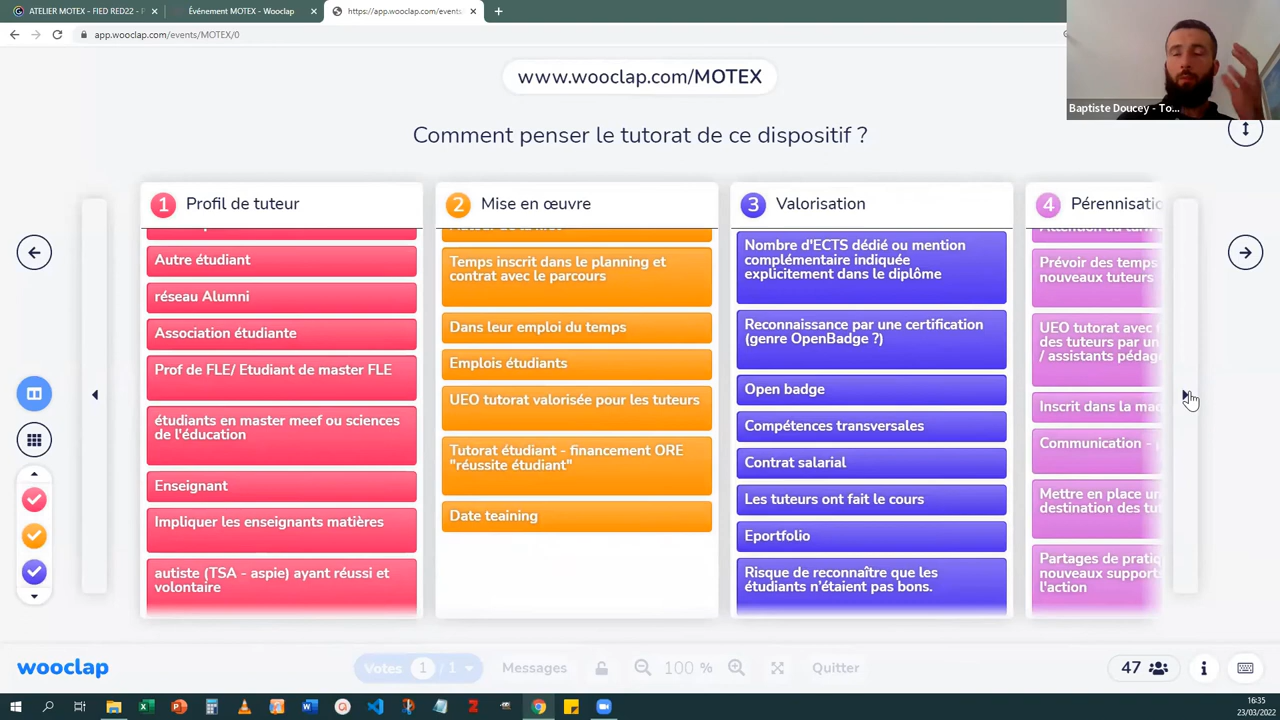 ATELIER MOTEX - FIED RED22 -
Événement MOTEX - Wooclap
https://app.wooclap.com/events
app.wooclap.com/events/MOTEX/0
Baptiste Doucey - To...
www.wooclap.com/MOTEX
Comment penser le tutorat de ce dispositif ?
1 Profil de tuteur
Autre étudiant
réseau Alumni
Association étudiante
Prof de FLE/ Etudiant de master FLE
étudiants en master meef ou sciences
de l'éducation
Enseignant
Impliquer les enseignants matières
autiste (TSA - aspie) ayant réussi et
volontaire
2 Mise en œuvre
Temps inscrit dans le planning et
contrat avec le parcours
Dans leur emploi du temps
Emplois étudiants
UEO tutorat valorisée pour les tuteurs
Tutorat étudiant - financement ORE
"réussite étudiant"
Date teaining
3 Valorisation
Nombre d'ECTS dédié ou mention
complémentaire indiquée
explicitement dans le diplôme
Reconnaissance par une certification
(genre OpenBadge ?)
Open badge
Compétences transversales
Contrat salarial
Les tuteurs ont fait le cours
Eportfolio
Risque de reconnaître que les
étudiants n'étaient pas bons.
4 Pérennisatio
Prévoir des temps
nouveaux tuteurs
UEO tutorat avec
des tuteurs par un
/ assistants pédag
Inscrit dans la
Communication -
Mettre en place un
destination des
Partages de
nouveaux supports
l'action
wooclap
Votes 1 / 1
Messages
100 %
Quitter
47
16:35
23/03/2022